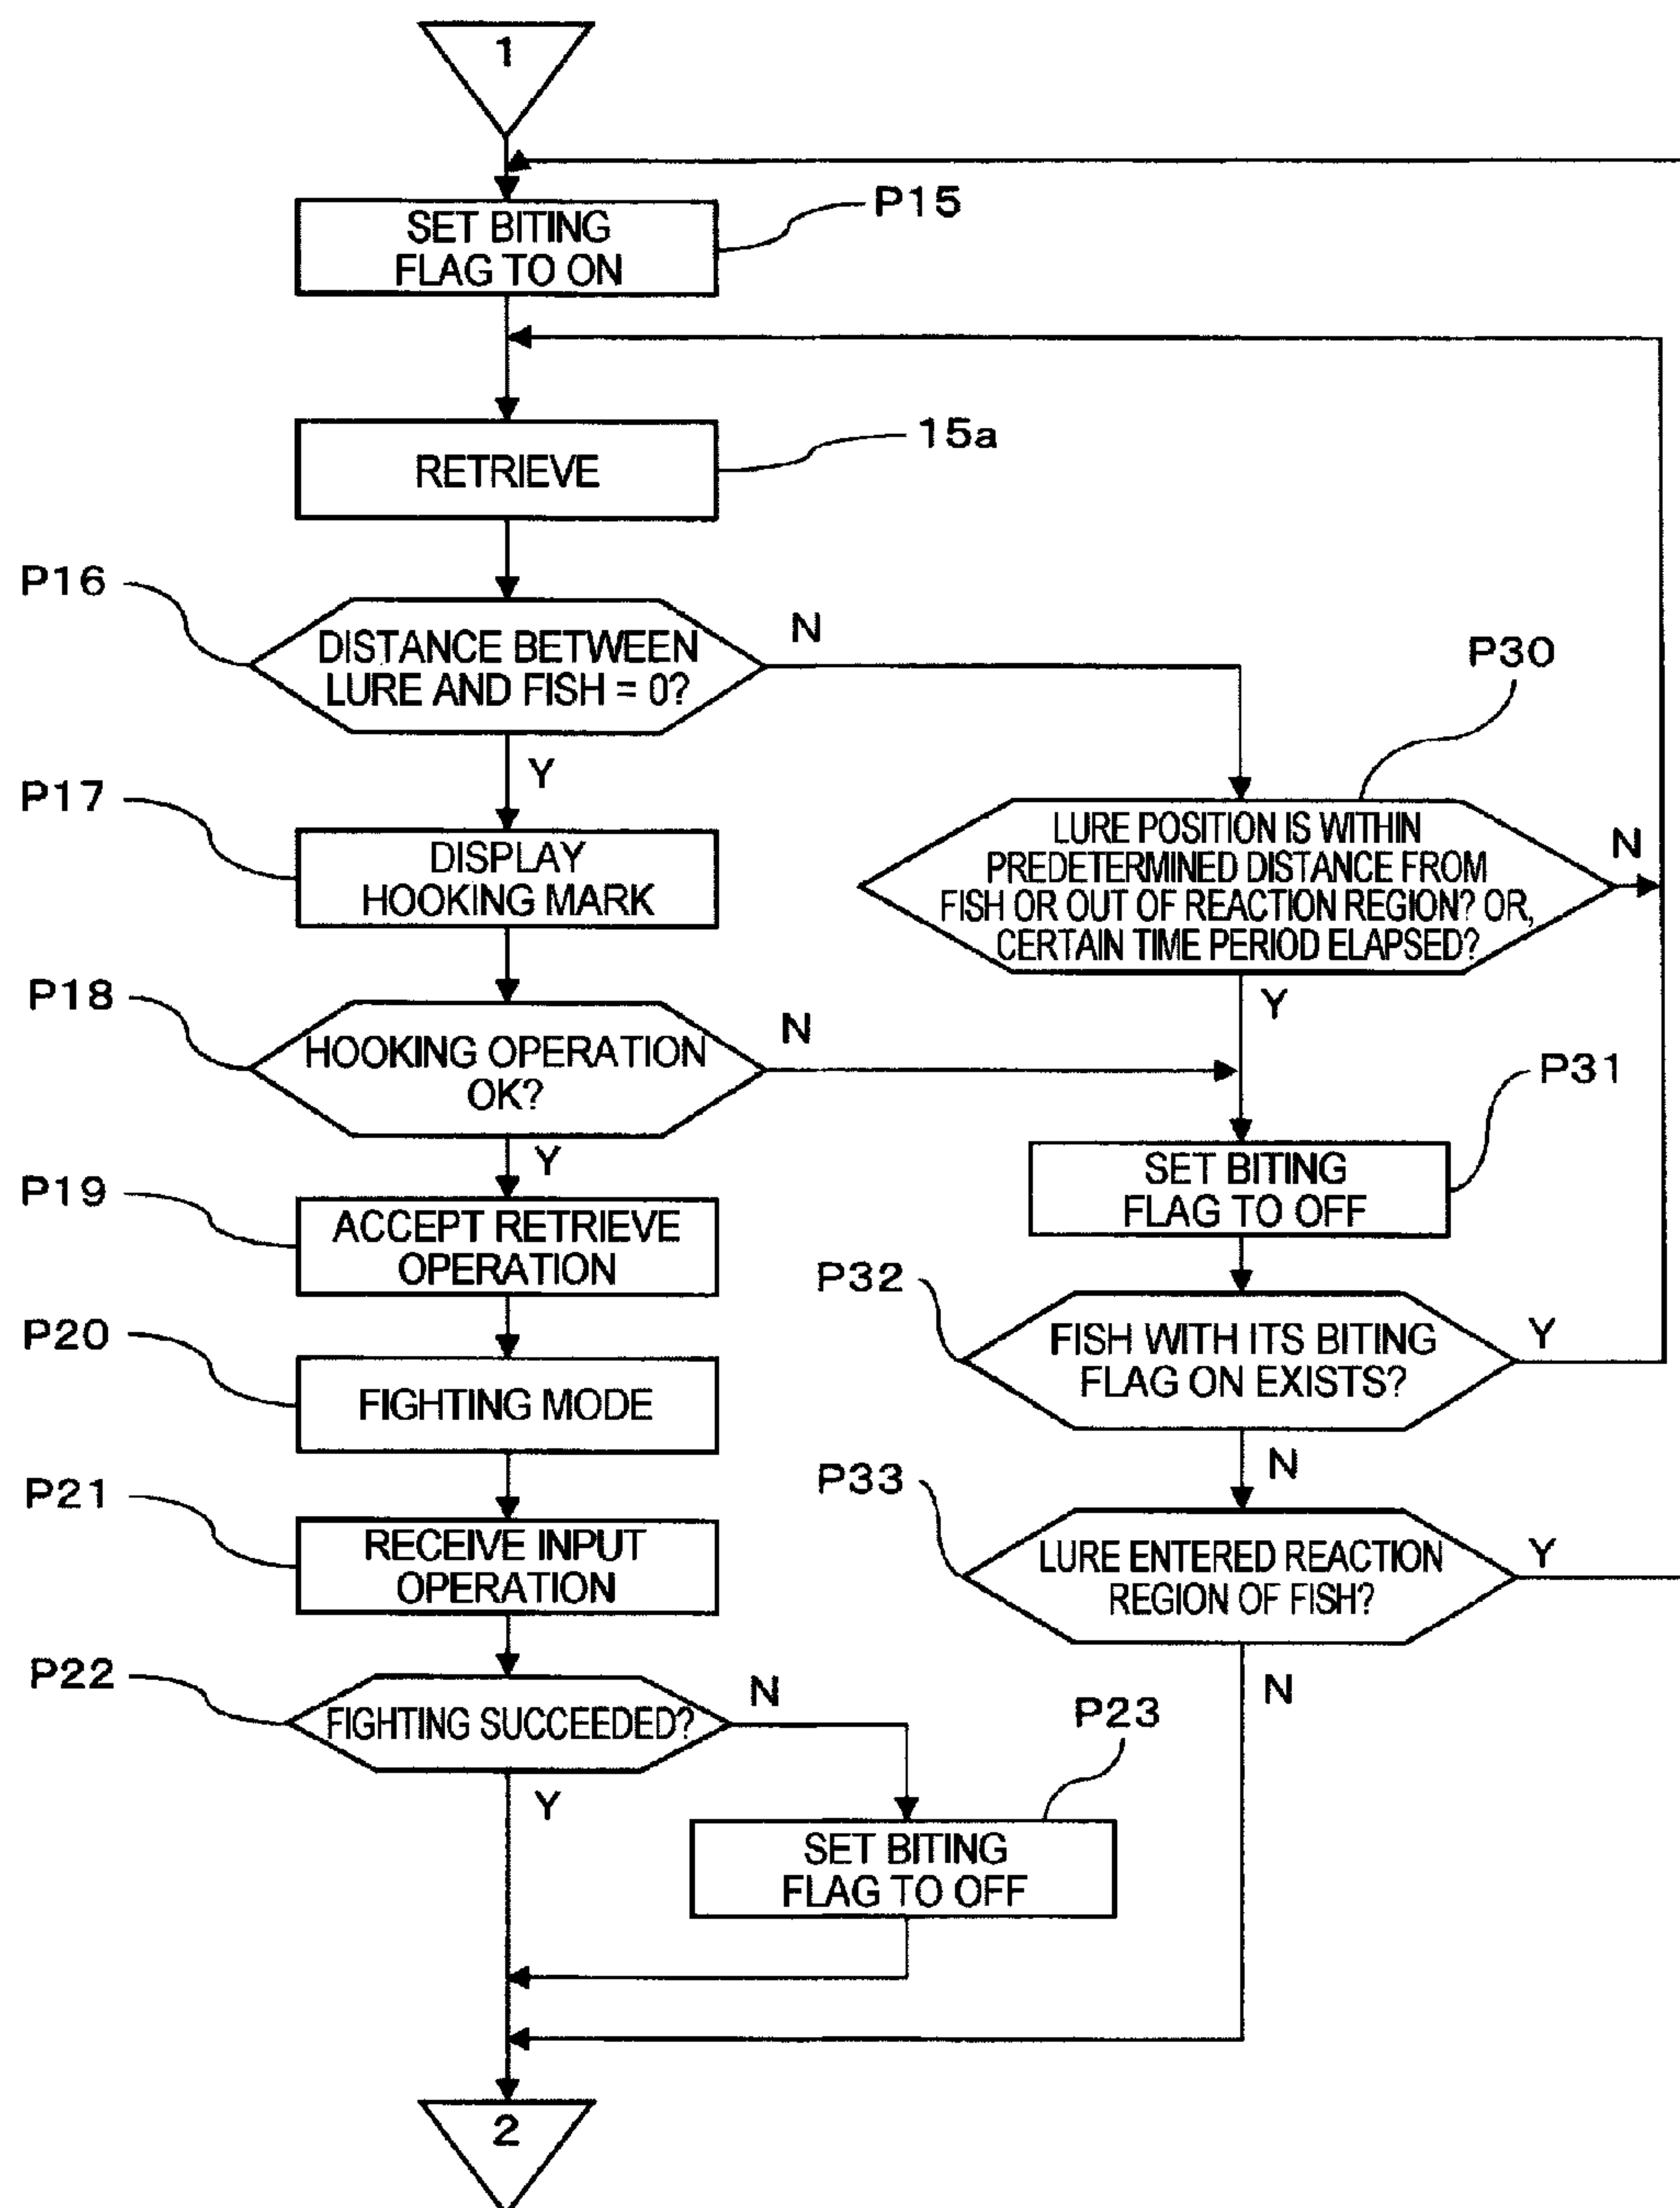 1
SET BITING
FLAG TO ON
P15
RETRIEVE
15a
P16
DISTANCE BETWEEN
LURE AND FISH = 0?
N
Y
P30
LURE POSITION IS WITHIN
PREDETERMINED DISTANCE FROM
FISH OR OUT OF REACTION REGION? OR,
CERTAIN TIME PERIOD ELAPSED?
N
Y
P17
DISPLAY
HOOKING MARK
P18
HOOKING OPERATION
OK?
N
Y
P31
SET BITING
FLAG TO OFF
P19
ACCEPT RETRIEVE
OPERATION
P32
FISH WITH ITS BITING
FLAG ON EXISTS?
Y
N
P20
FIGHTING MODE
P33
LURE ENTERED REACTION
REGION OF FISH?
Y
N
P21
RECEIVE INPUT
OPERATION
P22
FIGHTING SUCCEEDED?
N
Y
P23
SET BITING
FLAG TO OFF
2